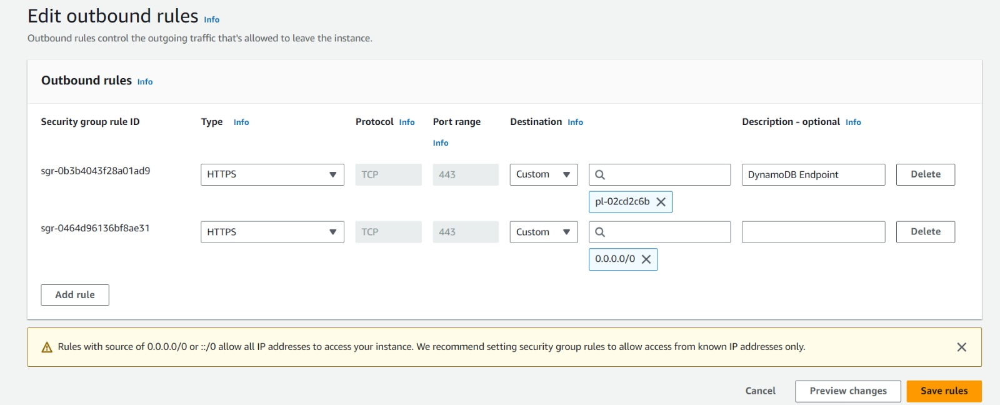 Edit outbound rules Info
Outbound rules control the outgoing traffic that's allowed to leave the instance.
Outbound rules Info
Security group rule ID Type Info Protocol Info Port range Info Destination Info Description - optional Info
sgr-0b3b4043f28a01ad9 HTTPS TCP 443 Custom DynamoDB Endpoint Delete
pl-02cd2c6b
sgr-0464d96136bf8ae31 HTTPS TCP 443 Custom Delete
0.0.0.0/0
Add rule
Rules with source of 0.0.0.0/0 or ::/0 allow all IP addresses to access your instance. We recommend setting security group rules to allow access from known IP addresses only.
Cancel Preview changes Save rules